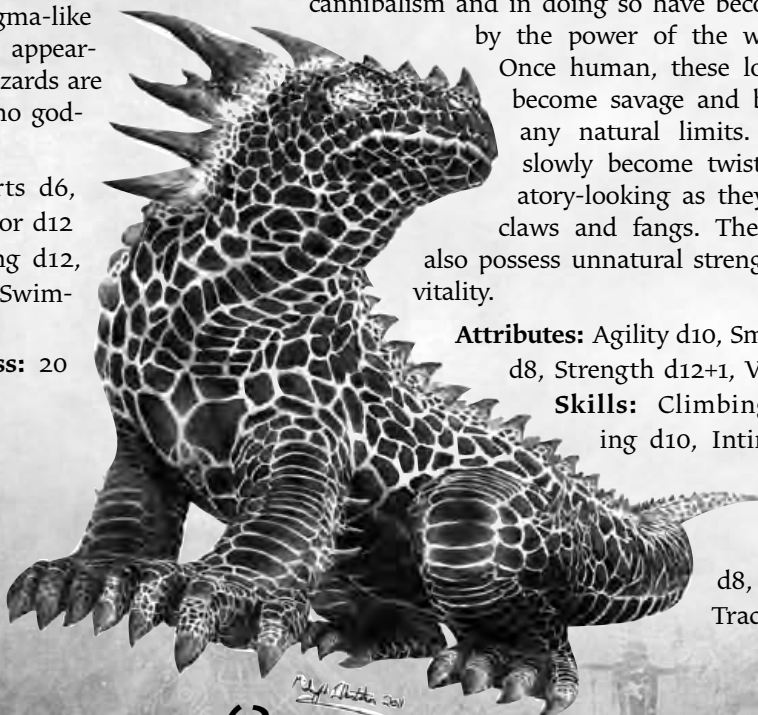 gma-like
appear-
zards are
no god-
rts d6,
or d12
ng d12,
Swim-
ss: 20
cannibalism and in doing so have beco
by the power of the w
Once human, these lo
become savage and b
any natural limits.
slowly become twist
atory-looking as they
claws and fangs. The
also possess unnatural streng
vitality.
Attributes: Agility d10, Sm
d8, Strength d12+1, V
Skills: Climbing
ing d10, Intim
d8,
Trac